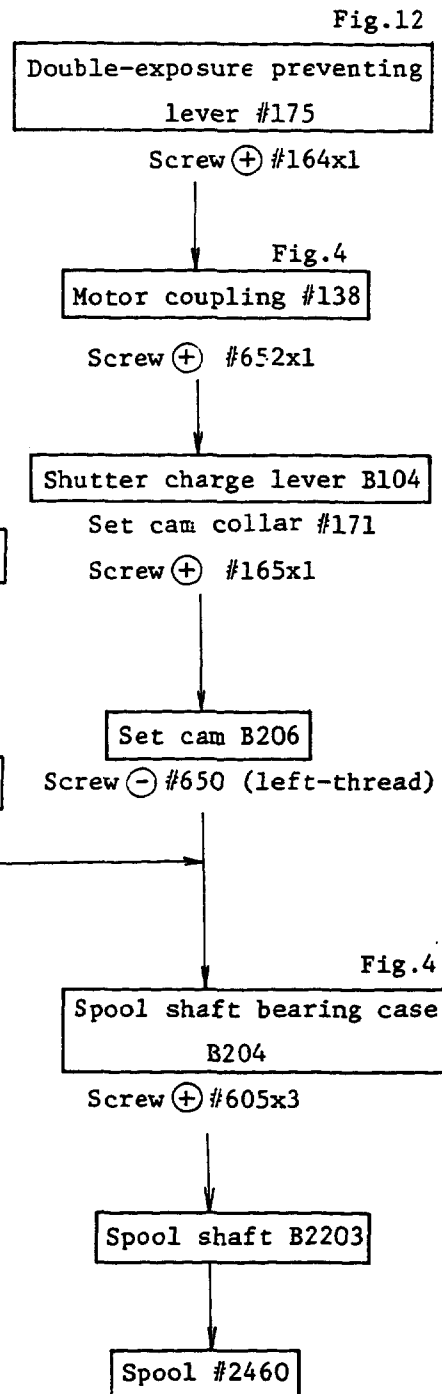 Fig.12
Double-exposure preventing
lever #175
Screw ⊕ #164x1
Fig.4
Motor coupling #138
Screw ⊕ #652x1
Shutter charge lever B104
Set cam collar #171
Screw ⊕ #165x1
Set cam B206
Screw ⊖ #650 (left-thread)
Fig.4
Spool shaft bearing case
B204
Screw ⊕ #605x3
Spool shaft B2203
Spool #2460